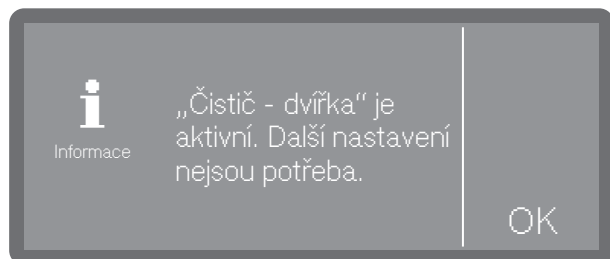 Informace
„Čistič - dvířka“ je
aktivní. Další nastavení
nejsou potřeba.
OK